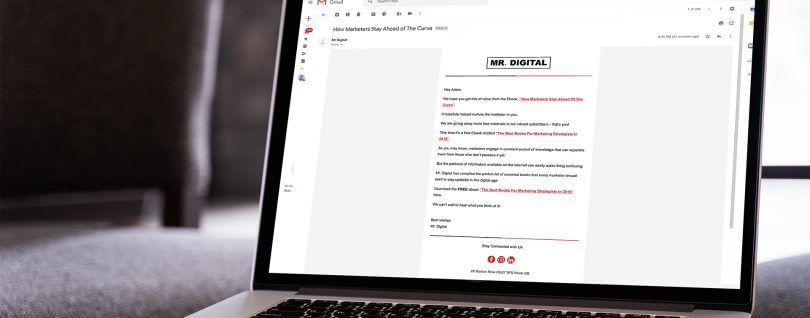 Gmail
Search mail
How Marketers Stay Ahead of The Curve
Mr Digital
MR. DIGITAL
Hey Adam,
We hope you got lots of value from the Ebook, "How Marketers Stay Ahead Of The
Curve".
It hopefully helped nurture the marketer in you.
We are giving away more free materials to our valued subscribers - that's you!
This time it's a free Ebook entitled "The Best Books For Marketing Strategists in
2019".
As you may know, marketers engage in constant pursuit of knowledge that can separate
them from those who don't possess it yet.
But the plethora of information available on the internet can easily make thing confusing.
Mr. Digital has compiled the perfect list of essential books that every marketer should
read to stay updated in this digital age.
Download the FREE ebook "The Best Books For Marketing Strategists in 2019"
here.
We can't wait to hear what you think of it!
Best wishes
Mr. Digital
Stay Connected with Us